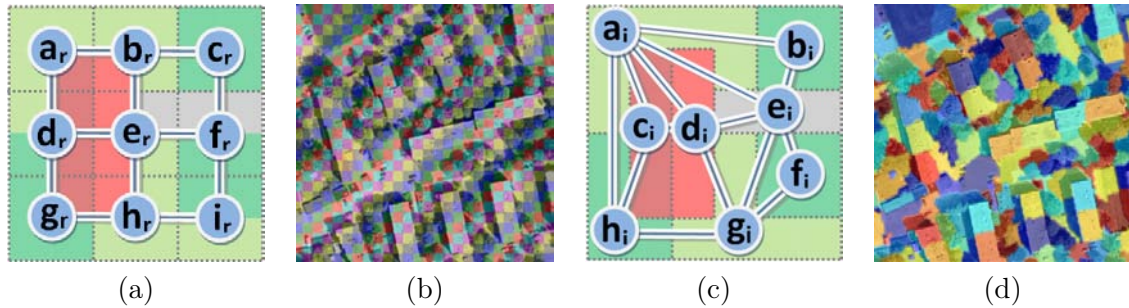 aᵣ bᵣ cᵣ
dᵣ eᵣ fᵣ
gᵣ hᵣ iᵣ
aᵢ bᵢ
cᵢ dᵢ eᵢ
fᵢ
hᵢ gᵢ
(a) (b) (c) (d)